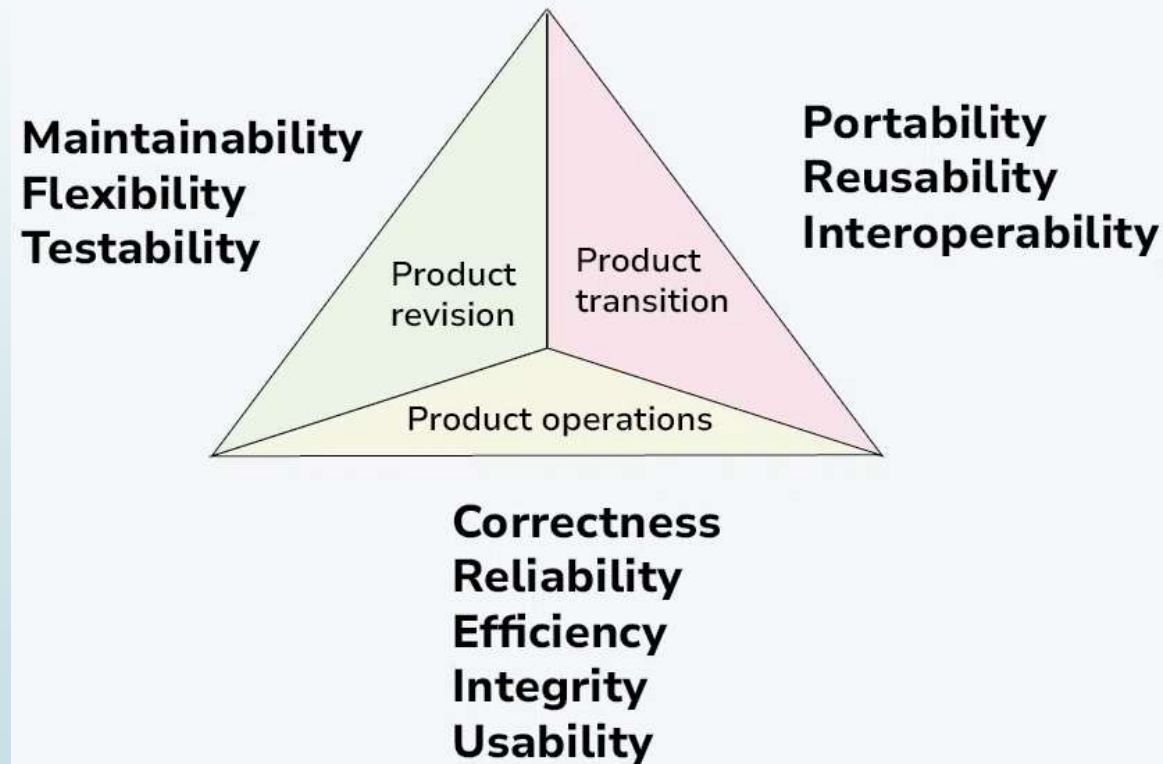 Maintainability
Flexibility
Testability
Portability
Reusability
Interoperability
Product
revision
Product
transition
Product operations
Correctness
Reliability
Efficiency
Integrity
Usability